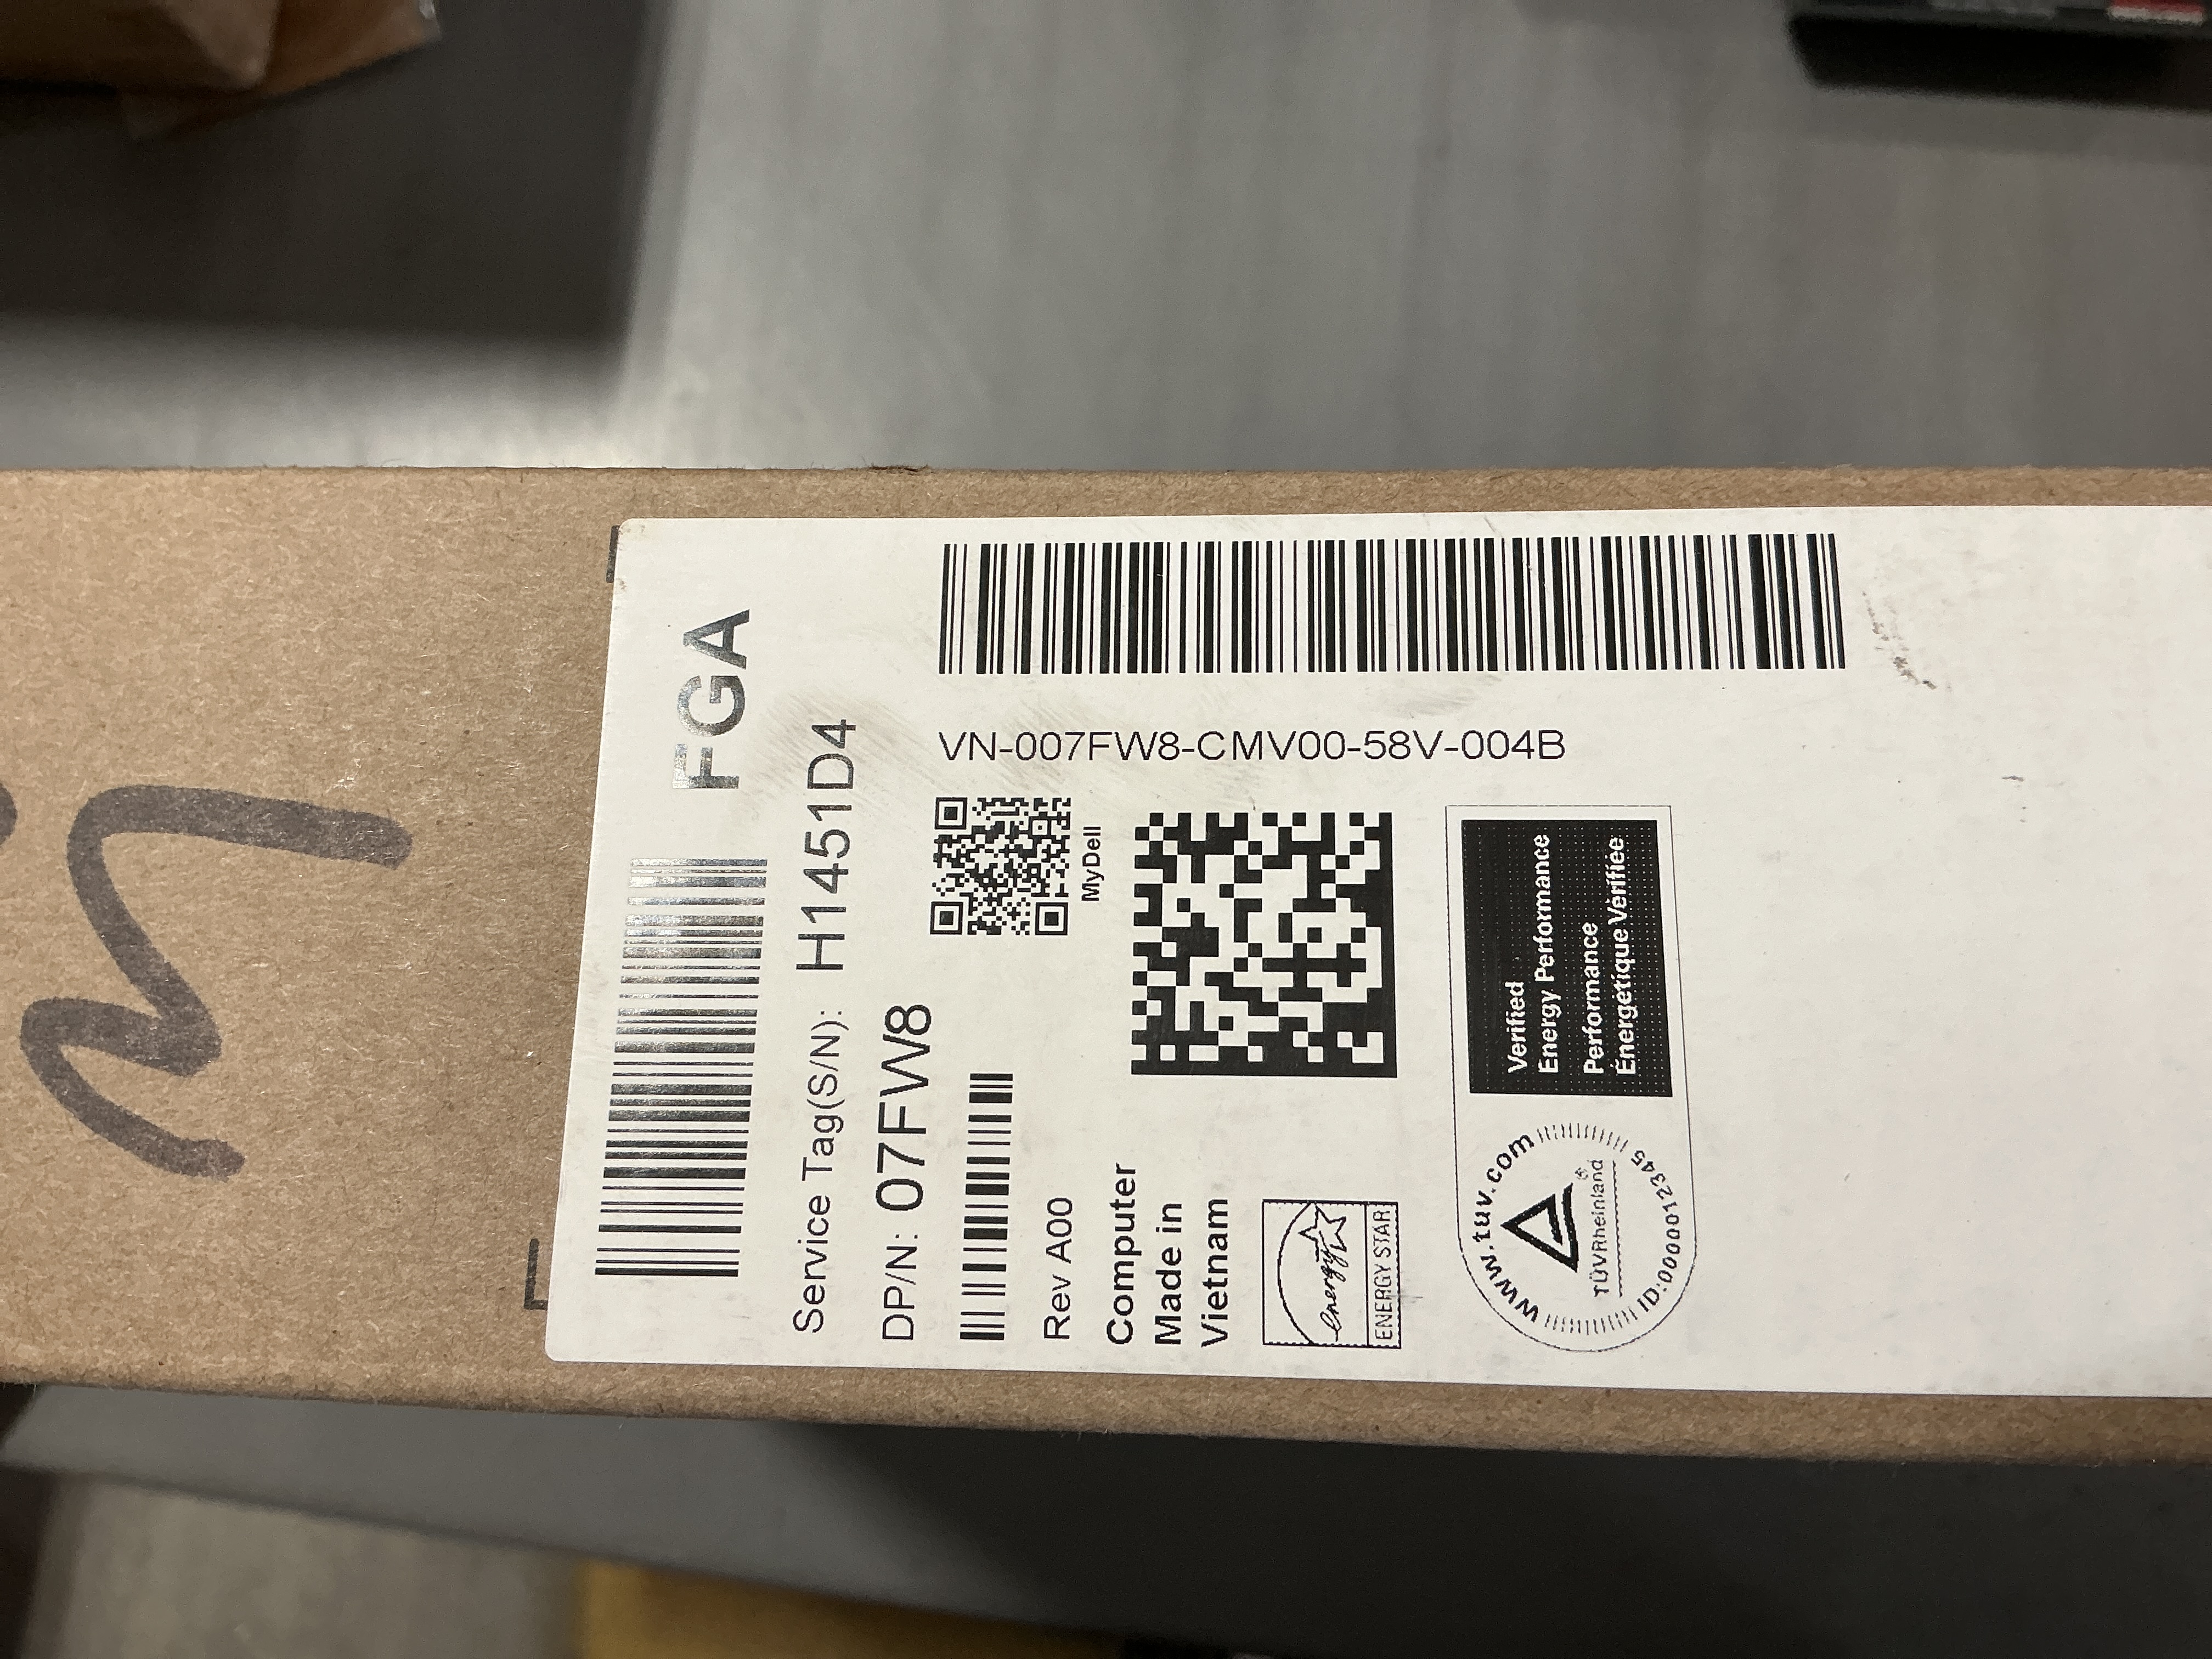 FGA
Service Tag(S/N): H1451D4
DP/N: 07FW8
MyDell
Rev A00
Computer
Made in
Vietnam
VN-007FW8-CMV00-58V-004B
energy
ENERGY STAR
www.tuv.com
TÜVRheinland®
ID:0000012345
Verified
Energy Performance
Performance
Énergétique Vérifiée